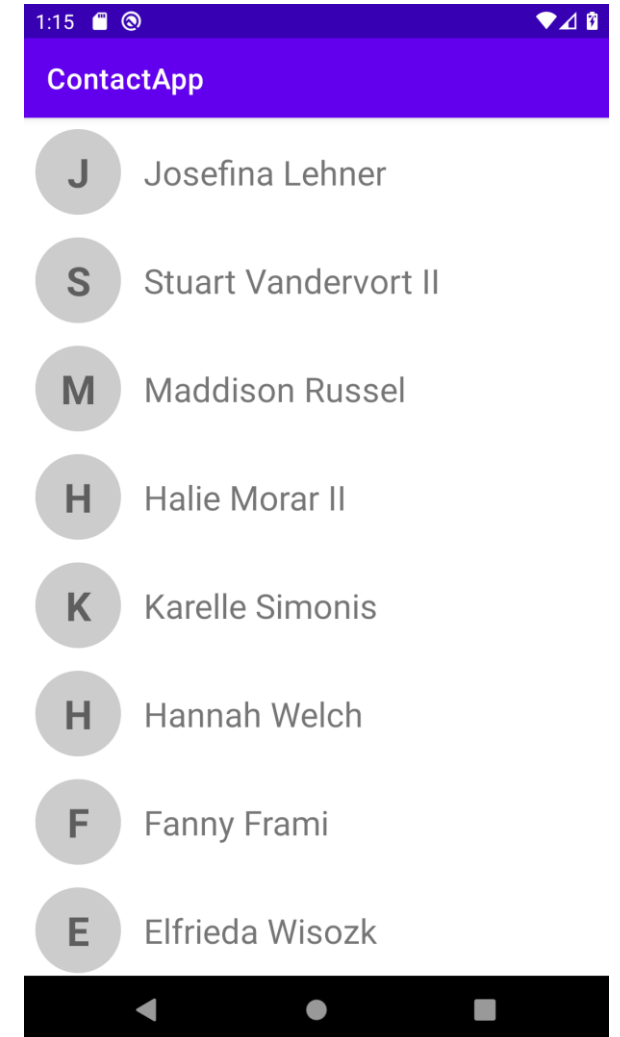 1:15
ContactApp
J Josefina Lehner
S Stuart Vandervort II
M Maddison Russel
H Halie Morar II
K Karelle Simonis
H Hannah Welch
F Fanny Frami
E Elfrieda Wisozk